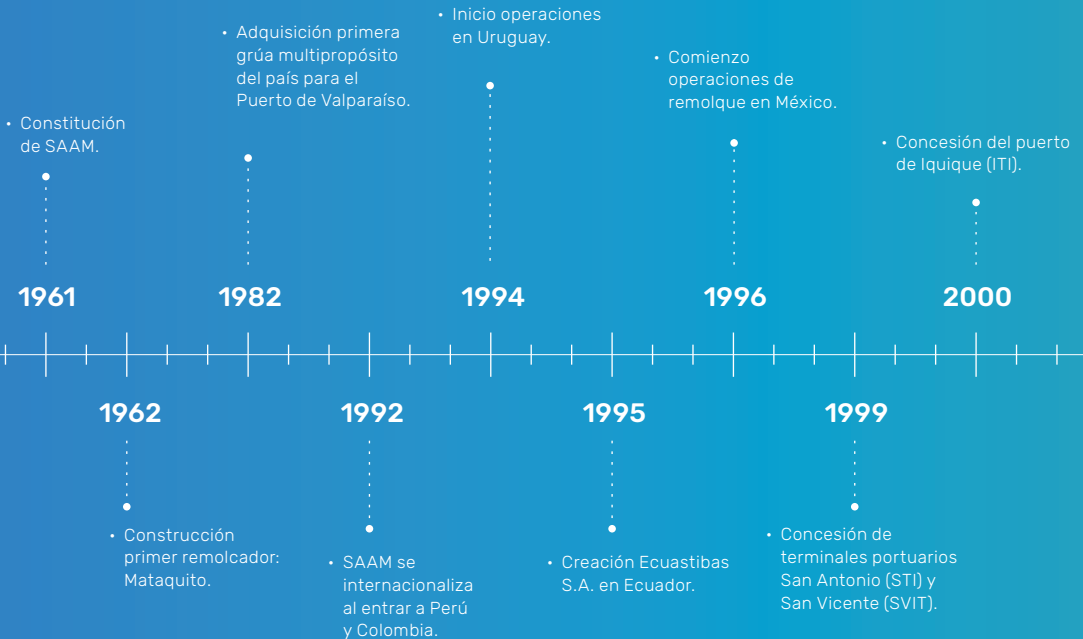 • Constitución
de SAAM.
1961
• Construcción
primer remolcador:
Mataquito.
1962
• Adquisición primera
grúa multipropósito
del país para el
Puerto de Valparaíso.
1982
1992
• SAAM se
internacionaliza
al entrar a Perú
y Colombia.
• Inicio operaciones
en Uruguay.
1994
1995
• Creación Ecuastibas
S.A. en Ecuador.
• Comienzo
operaciones de
remolque en México.
1996
1999
• Concesión de
terminales portuarios
San Antonio (STI) y
San Vicente (SVIT).
• Concesión del puerto
de Iquique (ITI).
2000